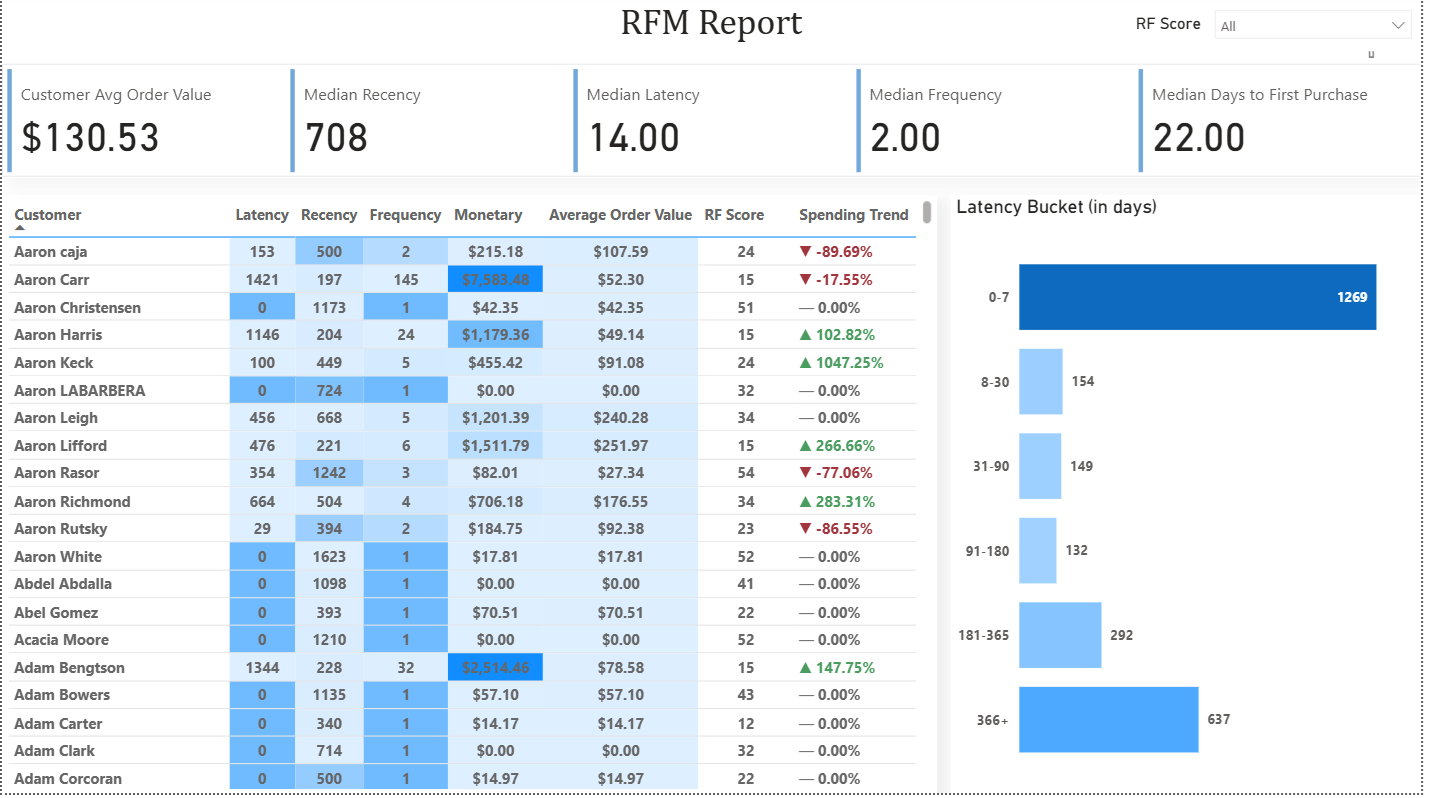 RFM Report
RF Score All
u
Customer Avg Order Value
$130.53
Median Recency
708
Median Latency
14.00
Median Frequency
2.00
Median Days to First Purchase
22.00
Customer Latency Recency Frequency Monetary Average Order Value RF Score Spending Trend
Aaron caja 153 500 2 $215.18 $107.59 24 ▼ -89.69%
Aaron Carr 1421 197 145 $7,583.48 $52.30 15 ▼ -17.55%
Aaron Christensen 0 1173 1 $42.35 $42.35 51 — 0.00%
Aaron Harris 1146 204 24 $1,179.36 $49.14 15 ▲ 102.82%
Aaron Keck 100 449 5 $455.42 $91.08 24 ▲ 1047.25%
Aaron LABARBERA 0 724 1 $0.00 $0.00 32 — 0.00%
Aaron Leigh 456 668 5 $1,201.39 $240.28 34 — 0.00%
Aaron Lifford 476 221 6 $1,511.79 $251.97 15 ▲ 266.66%
Aaron Rasor 354 1242 3 $82.01 $27.34 54 ▼ -77.06%
Aaron Richmond 664 504 4 $706.18 $176.55 34 ▲ 283.31%
Aaron Rutsky 29 394 2 $184.75 $92.38 23 ▼ -86.55%
Aaron White 0 1623 1 $17.81 $17.81 52 — 0.00%
Abdel Abdalla 0 1098 1 $0.00 $0.00 41 — 0.00%
Abel Gomez 0 393 1 $70.51 $70.51 22 — 0.00%
Acacia Moore 0 1210 1 $0.00 $0.00 52 — 0.00%
Adam Bengtson 1344 228 32 $2,514.46 $78.58 15 ▲ 147.75%
Adam Bowers 0 1135 1 $57.10 $57.10 43 — 0.00%
Adam Carter 0 340 1 $14.17 $14.17 12 — 0.00%
Adam Clark 0 714 1 $0.00 $0.00 32 — 0.00%
Adam Corcoran 0 500 1 $14.97 $14.97 22 — 0.00%
Latency Bucket (in days)
0-7 1269
8-30 154
31-90 149
91-180 132
181-365 292
366+ 637